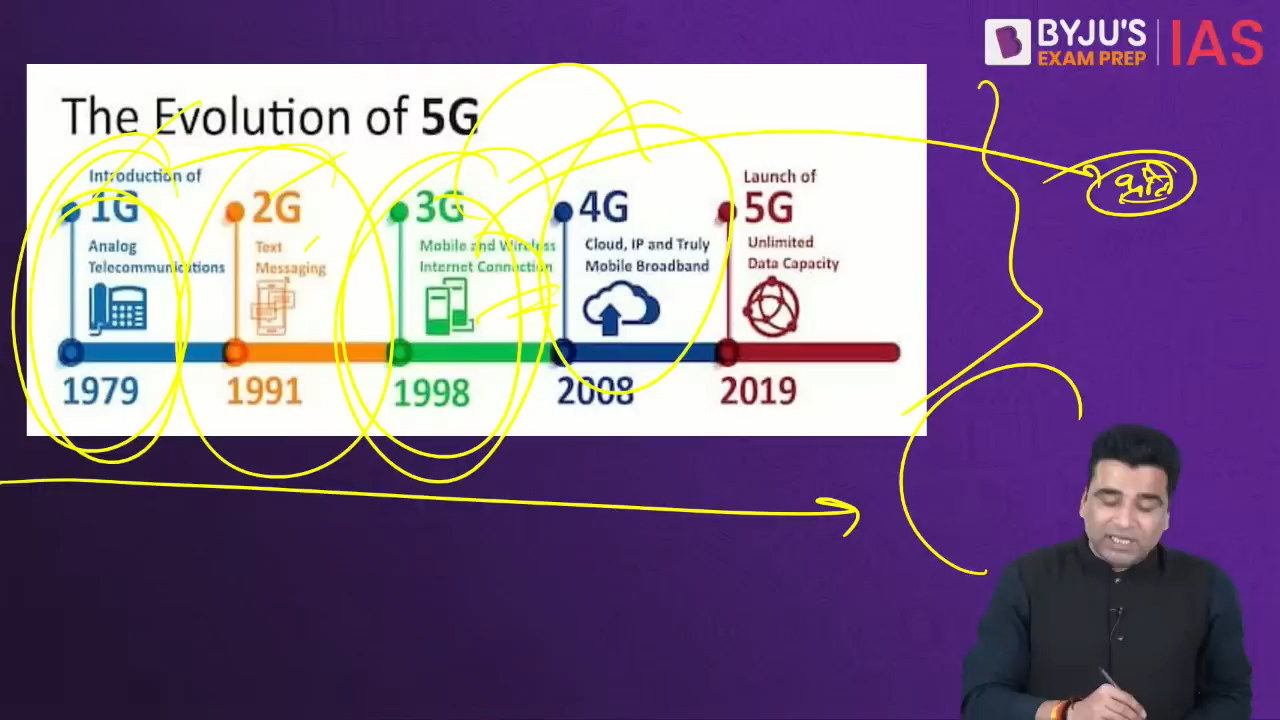 BYJU'S
EXAM PREP
IAS
The Evolution of 5G
Introduction of
1G
Analog
Telecommunications
1979
2G
Text
Messaging
1991
3G
Mobile and Wireless
Internet Connection
1998
4G
Cloud, IP and Truly
Mobile Broadband
2008
Launch of
5G
Unlimited
Data Capacity
2019